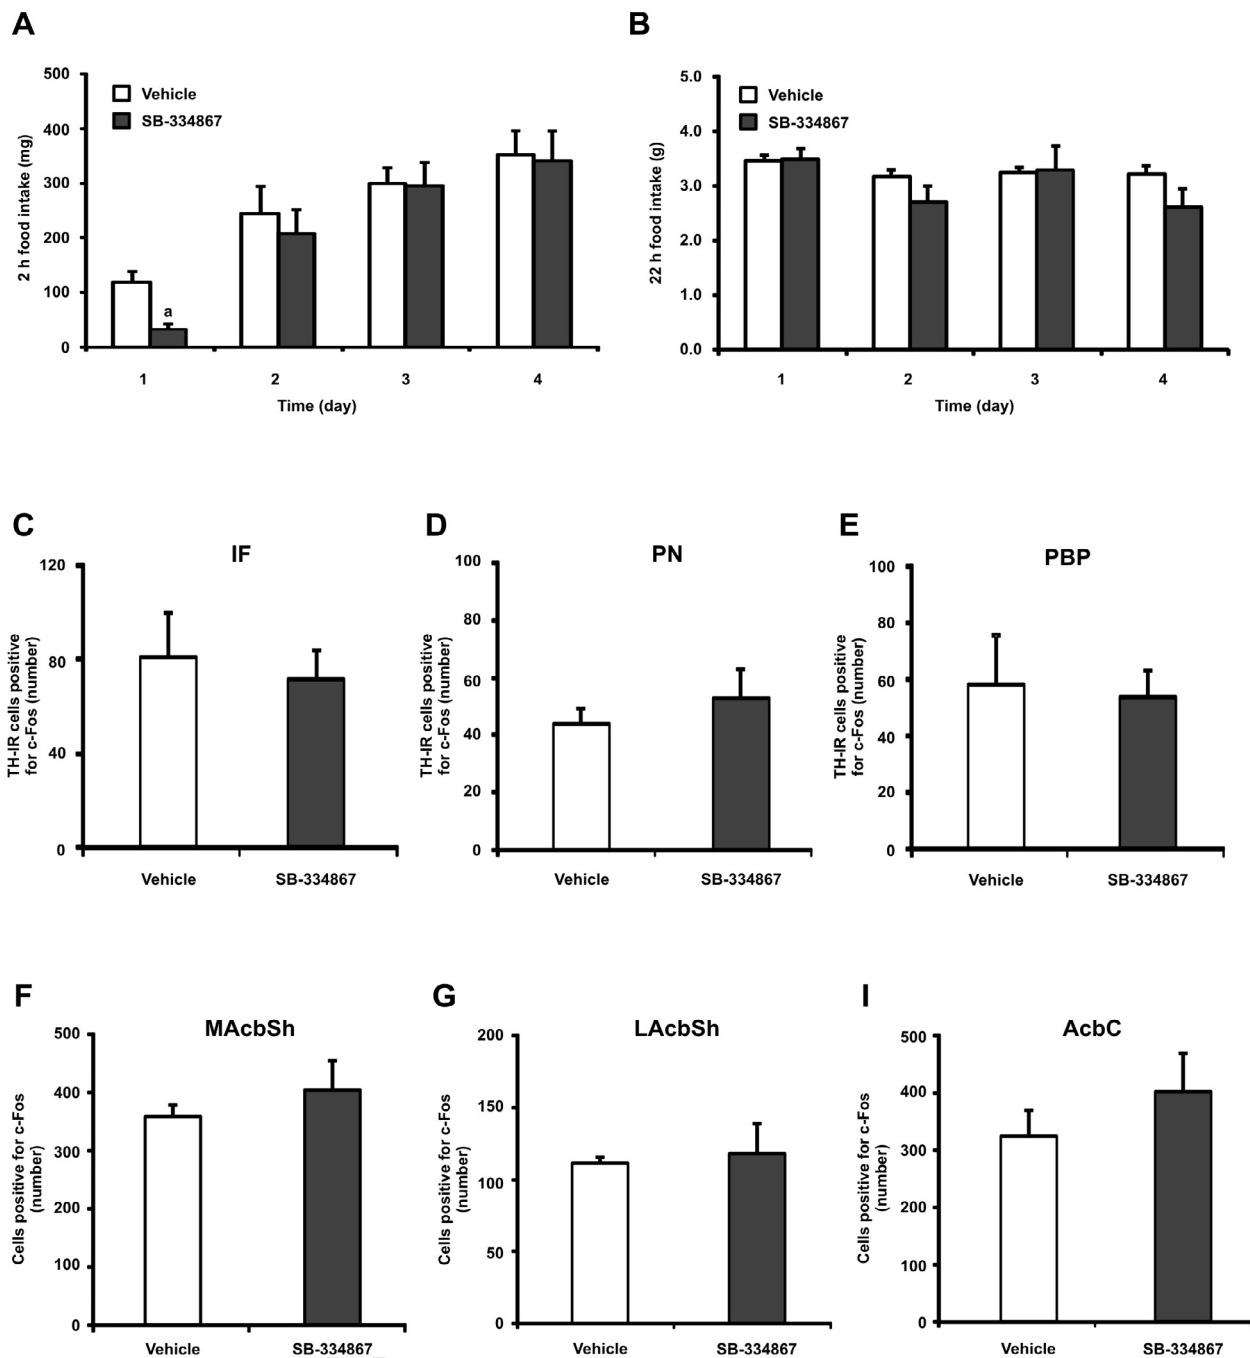 A
500
400
300
200
100
0
2 h food intake (mg)
Vehicle
SB-334867
a
1 2 3 4
Time (day)
B
5.0
4.0
3.0
2.0
1.0
0.0
22 h food intake (g)
Vehicle
SB-334867
1 2 3 4
Time (day)
C
IF
120
80
40
0
TH-IR cells positive
for c-Fos (number)
Vehicle SB-334867
D
PN
100
80
60
40
20
0
TH-IR cells positive
for c-Fos (number)
Vehicle SB-334867
E
PBP
100
80
60
40
20
0
TH-IR cells positive
for c-Fos (number)
Vehicle SB-334867
F
MAcbSh
500
400
300
200
100
0
Cells positive for c-Fos
(number)
Vehicle SB-334867
G
LAcbSh
200
150
100
50
0
Cells positive for c-Fos
(number)
Vehicle SB-334867
I
AcbC
500
400
300
200
100
0
Cells positive for c-Fos
(number)
Vehicle SB-334867